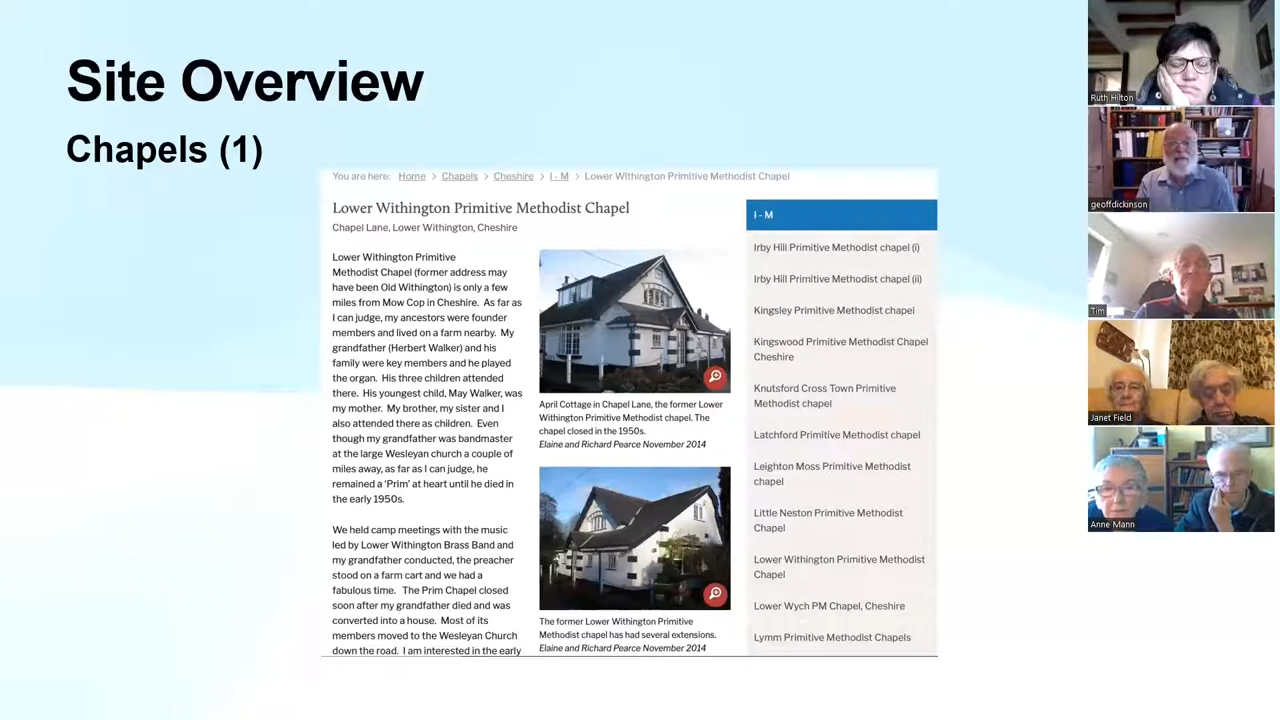 Site Overview
Chapels (1)
You are here: Home > Chapels > Cheshire > I - M > Lower Withington Primitive Methodist Chapel
Lower Withington Primitive Methodist Chapel
Chapel Lane, Lower Withington, Cheshire
Lower Withington Primitive
Methodist Chapel (former address may
have been Old Withington) is only a few
miles from Mow Cop in Cheshire. As far as
I can judge, my ancestors were founder
members and lived on a farm nearby. My
grandfather (Herbert Walker) and his
family were key members and he played
the organ. His three children attended
there. His youngest child, May Walker, was
my mother. My brother, my sister and I
also attended there as children. Even
though my grandfather was bandmaster
at the large Wesleyan church a couple of
miles away, as far as I can judge, he
remained a ‘Prim’ at heart until he died in
the early 1950s.
We held camp meetings with the music
led by Lower Withington Brass Band and
my grandfather conducted, the preacher
stood on a farm cart and we had a
fabulous time. The Prim Chapel closed
soon after my grandfather died and was
converted into a house. Most of its
members moved to the Wesleyan Church
down the road. I am interested in the early
April Cottage in Chapel Lane, the former Lower
Withington Primitive Methodist chapel. The
chapel closed in the 1950s.
Elaine and Richard Pearce November 2014
The former Lower Withington Primitive
Methodist chapel has had several extensions.
Elaine and Richard Pearce November 2014
I - M
Irby Hill Primitive Methodist chapel (i)
Irby Hill Primitive Methodist chapel (ii)
Kingsley Primitive Methodist chapel
Kingswood Primitive Methodist Chapel
Cheshire
Knutsford Cross Town Primitive
Methodist chapel
Latchford Primitive Methodist chapel
Leighton Moss Primitive Methodist
chapel
Little Neston Primitive Methodist
Chapel
Lower Withington Primitive Methodist
Chapel
Lower Wych PM Chapel, Cheshire
Lymm Primitive Methodist Chapels
Ruth Hilton
geoffdickinson
Tim
Janet Field
Anne Mann